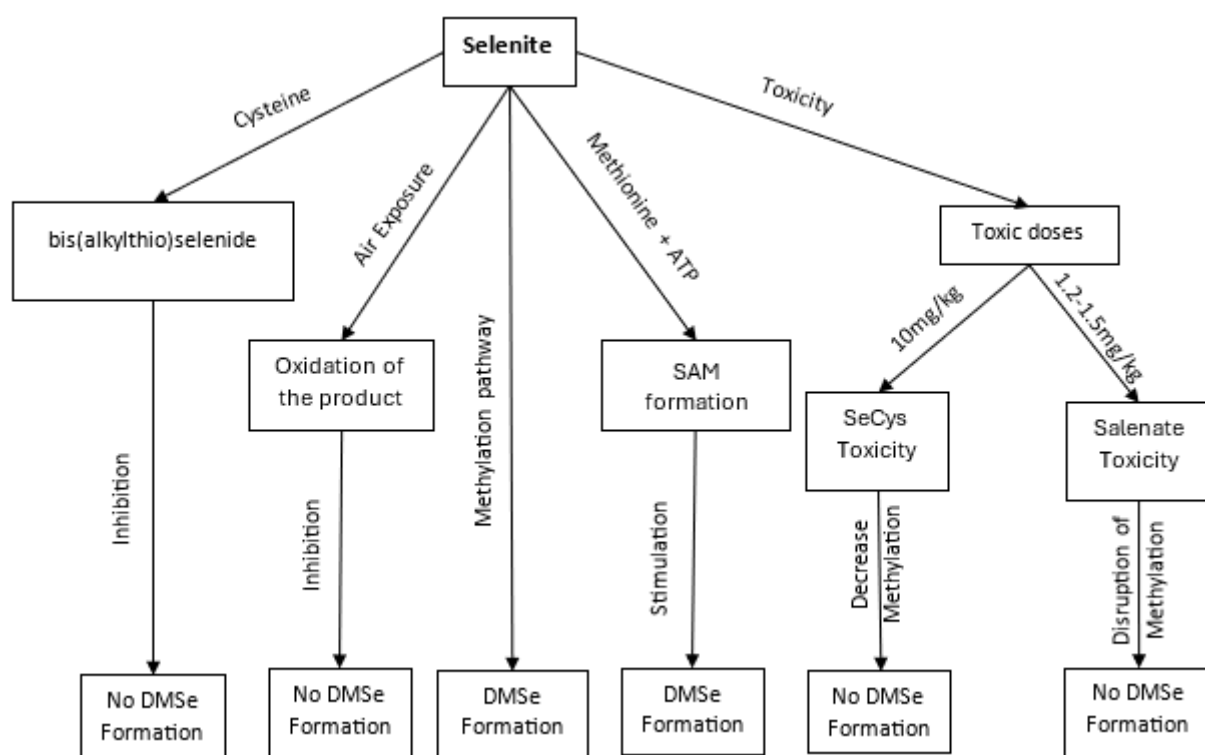 Selenite
Cysteine
Air Exposure
Methylation pathway
Methionine + ATP
Toxicity
bis(alkylthio)selenide
Toxic doses
10mg/kg
1.2-1.5mg/kg
Oxidation of
the product
SAM
formation
SeCys
Toxicity
Salenate
Toxicity
Inhibition
Inhibition
Stimulation
Decrease
Methylation
Disruption of
Methylation
No DMSe
Formation
No DMSe
Formation
DMSe
Formation
DMSe
Formation
No DMSe
Formation
No DMSe
Formation